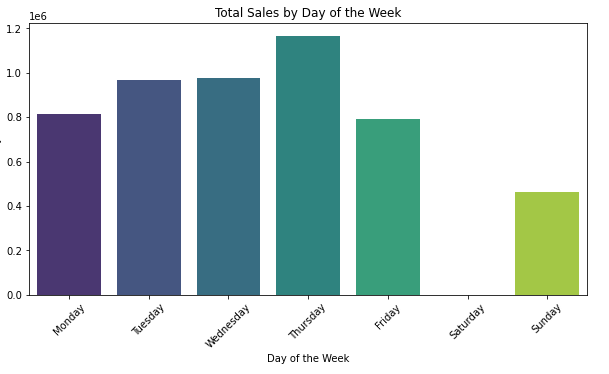 Total Sales by Day of the Week
1e6
1.2
1.0
0.8
0.6
0.4
0.2
0.0
Monday
Tuesday
Wednesday
Thursday
Friday
Saturday
Sunday
Day of the Week